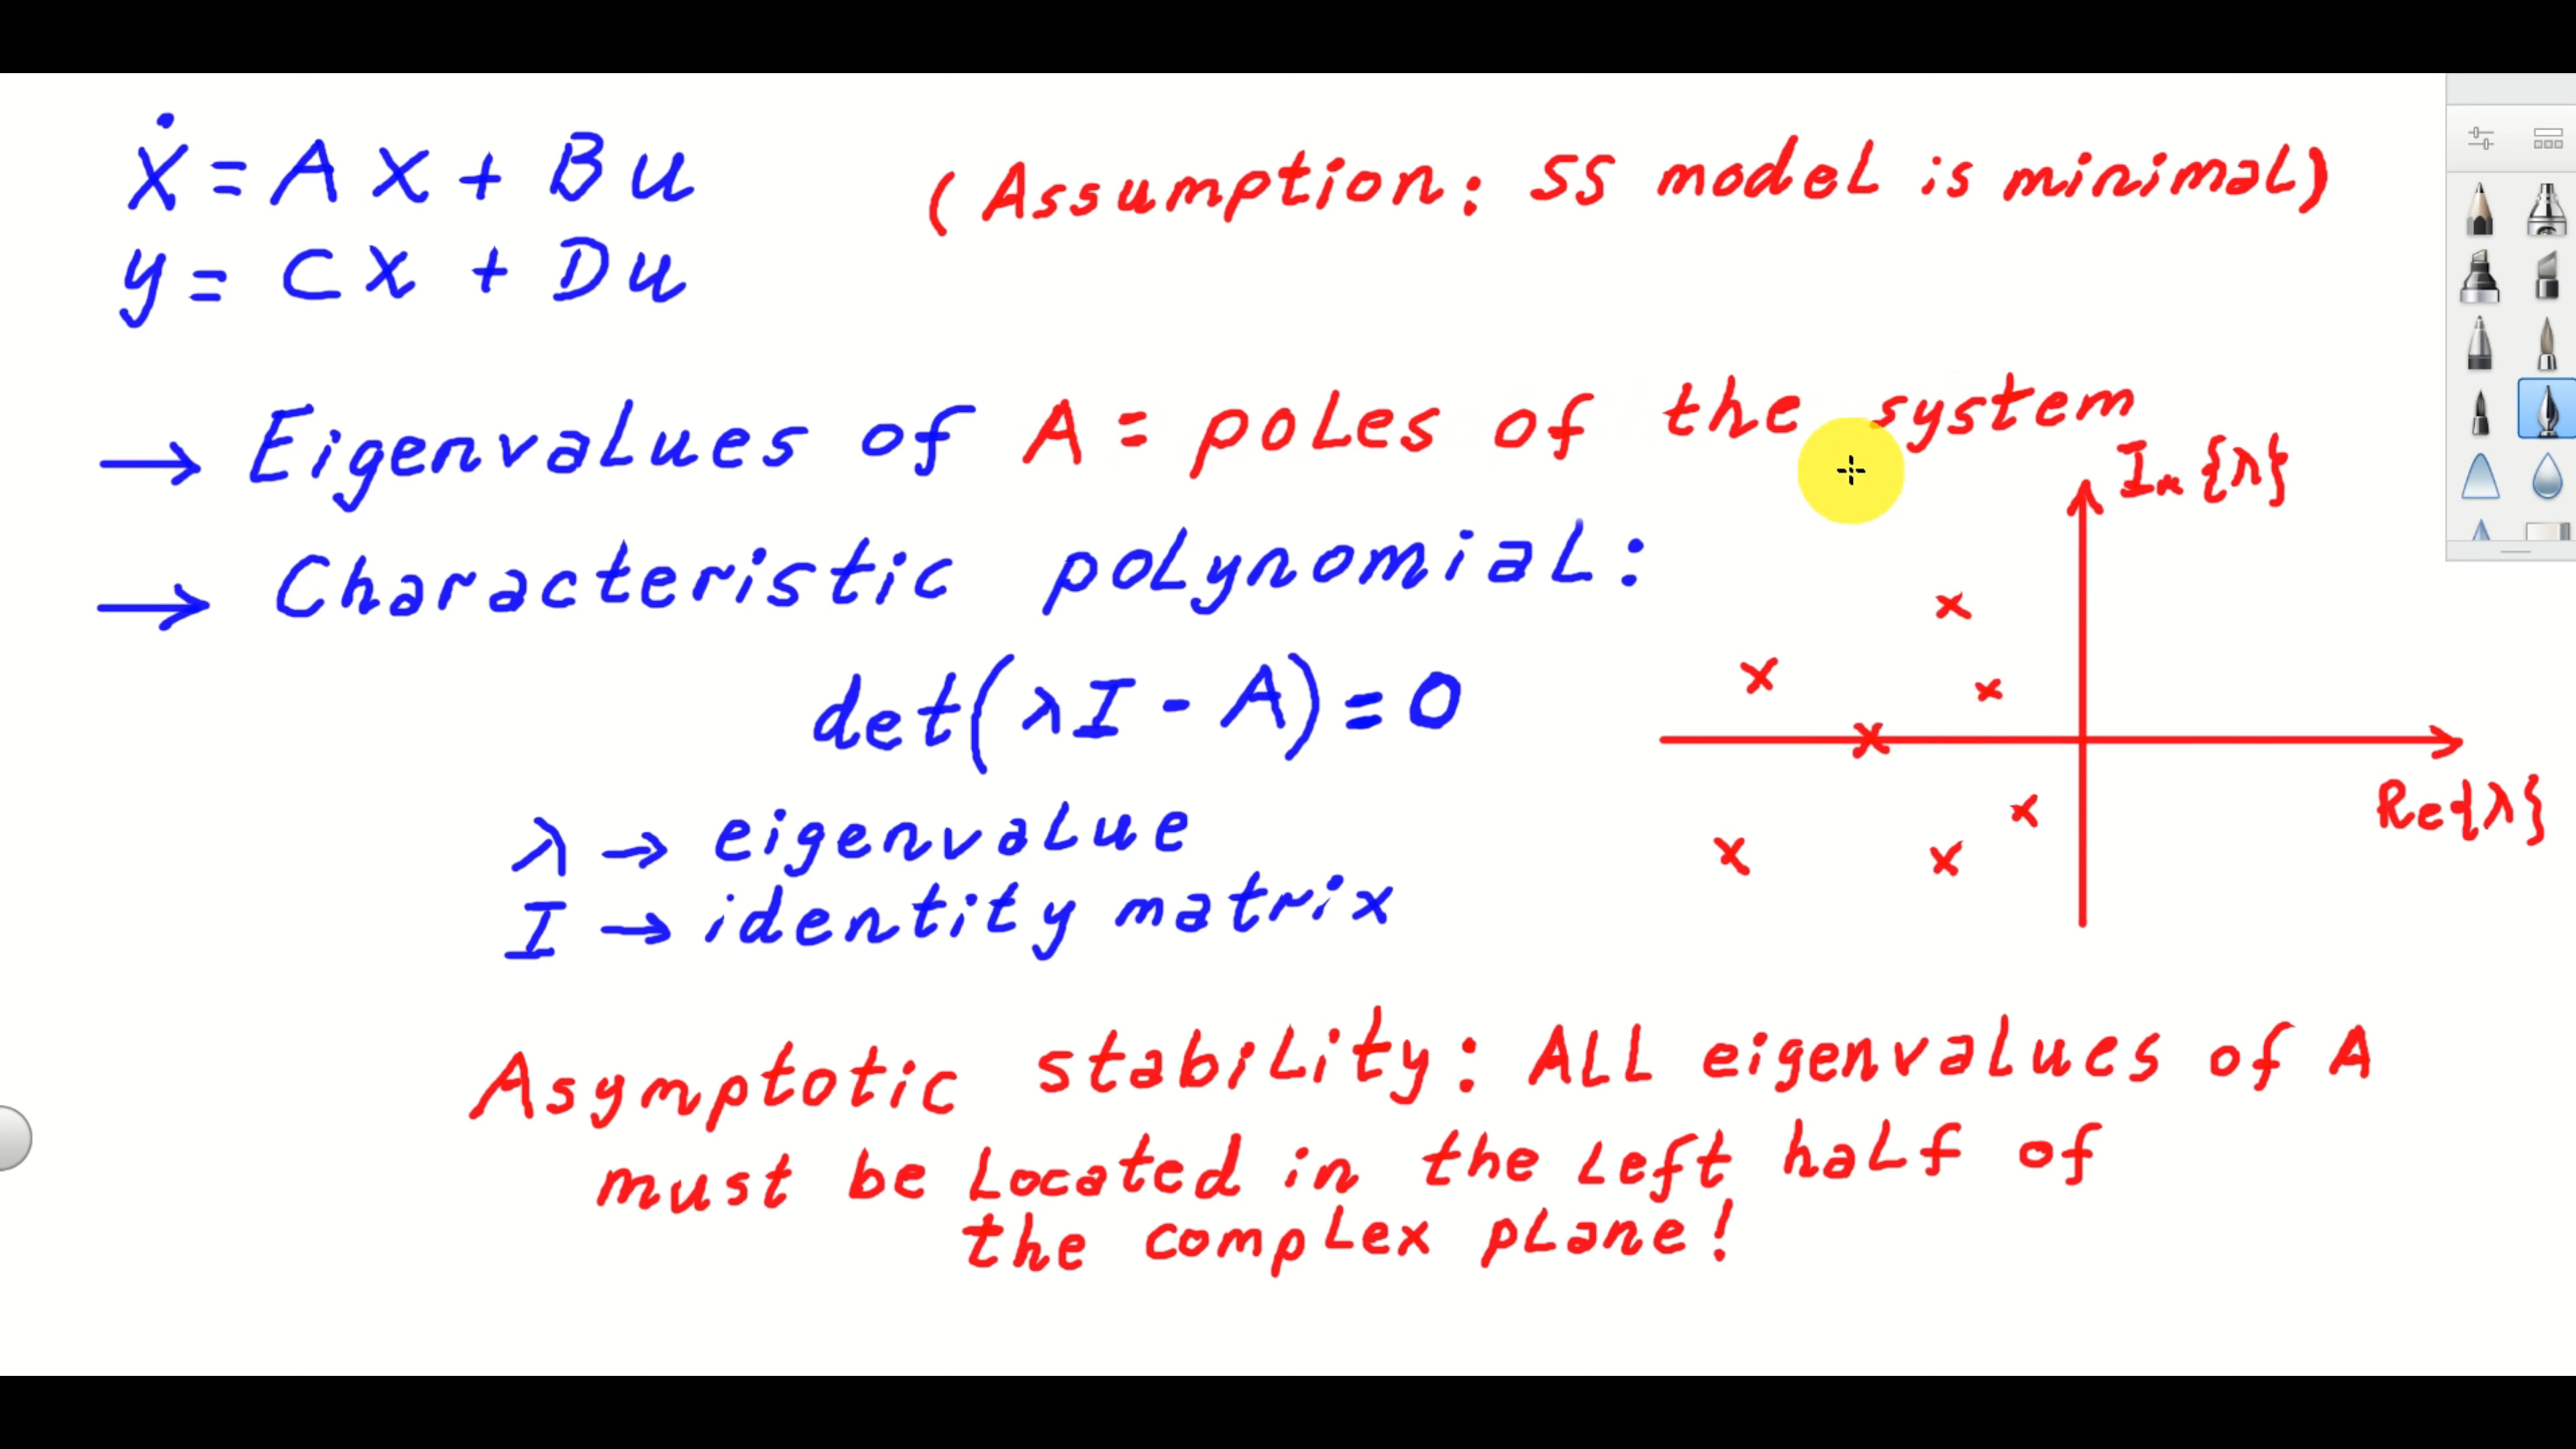 ẋ = Ax + Bu
(Assumption: SS model is minimal)
y = Cx + Du
→ Eigenvalues of A = poles of the system
Im{λ}
→ Characteristic polynomial:
det(λI - A) = 0
Re{λ}
λ → eigenvalue
I → identity matrix
Asymptotic stability: ALL eigenvalues of A
must be located in the left half of
the complex plane!